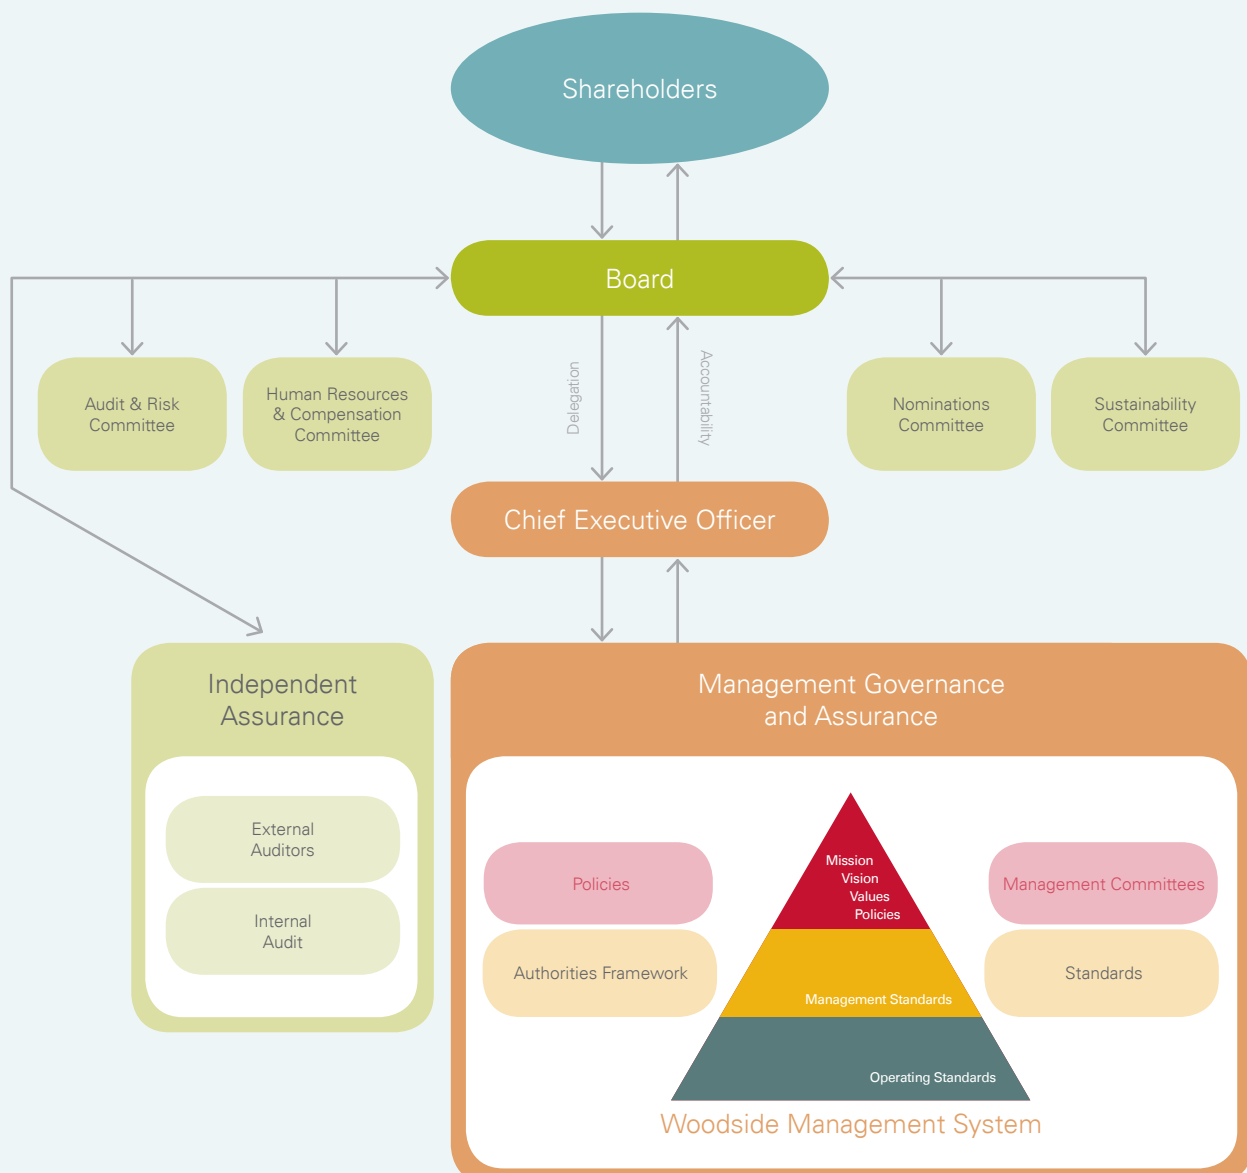 Shareholders
Board
Delegation
Accountability
Audit & Risk
Committee
Human Resources
& Compensation
Committee
Nominations
Committee
Sustainability
Committee
Chief Executive Officer
Independent
Assurance
External
Auditors
Internal
Audit
Management Governance
and Assurance
Policies
Authorities Framework
Mission
Vision
Values
Policies
Management Standards
Operating Standards
Management Committees
Standards
Woodside Management System